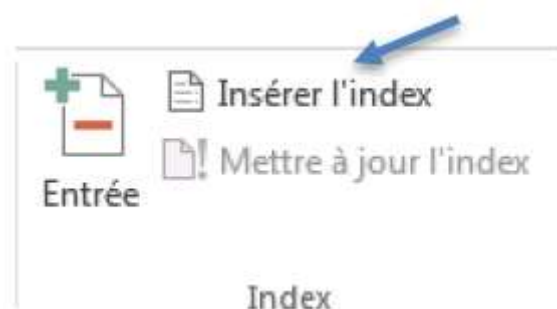 Insérer l'index
Mettre à jour l'index
Entrée
Index